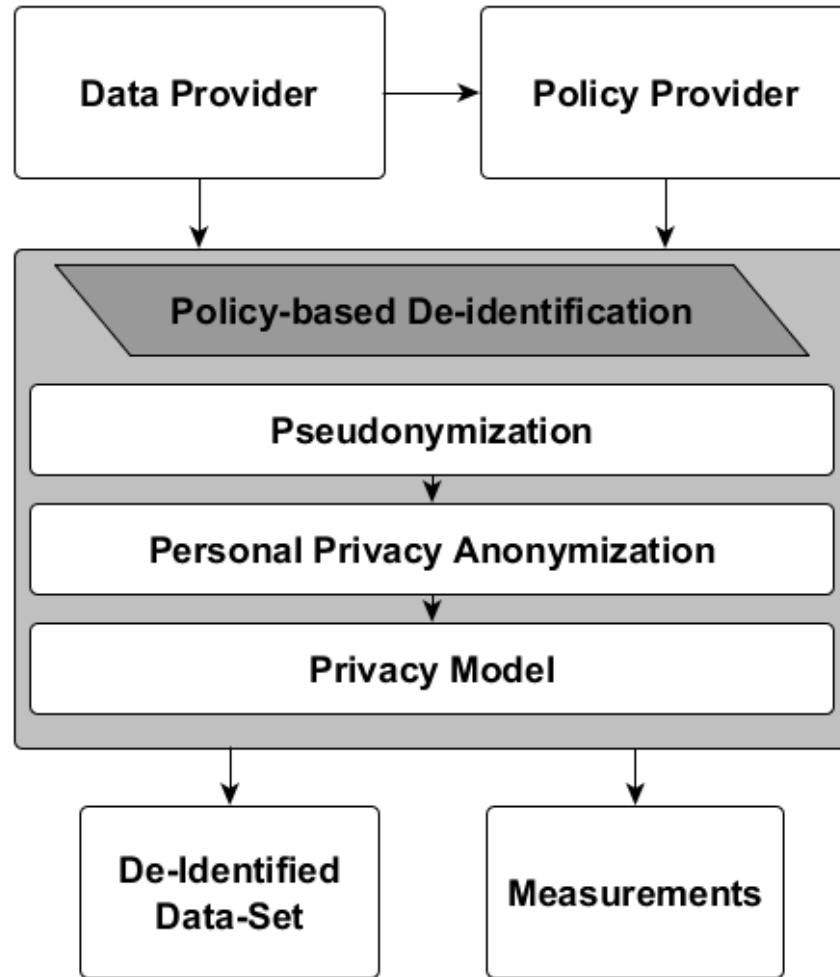 Data Provider
Policy Provider
Policy-based De-identification
Pseudonymization
Personal Privacy Anonymization
Privacy Model
De-Identified
Data-Set
Measurements